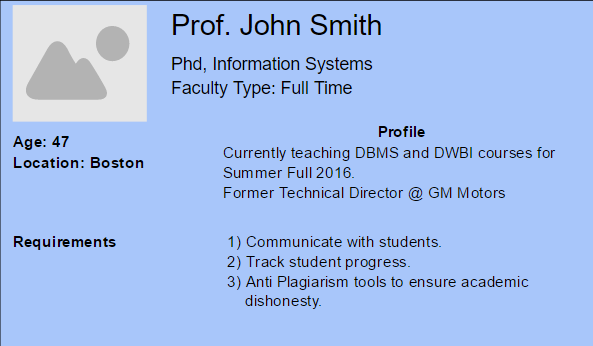 Prof. John Smith
Phd, Information Systems
Faculty Type: Full Time
Age: 47
Location: Boston
Profile
Currently teaching DBMS and DWBI courses for
Summer Full 2016.
Former Technical Director @ GM Motors
Requirements
1) Communicate with students.
2) Track student progress.
3) Anti Plagiarism tools to ensure academic
dishonesty.